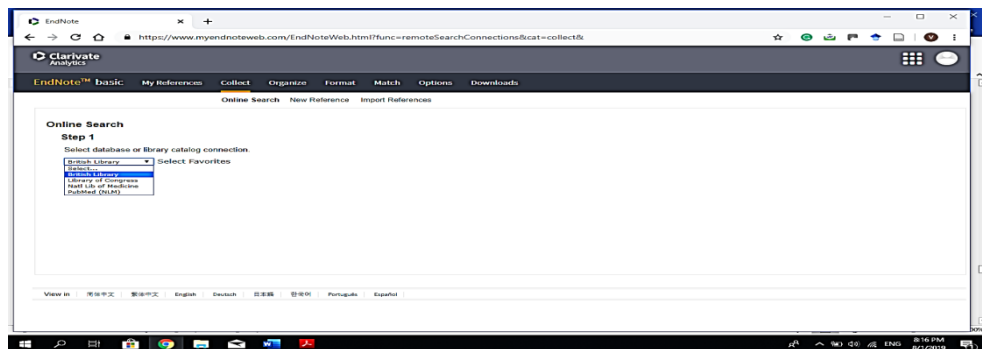 EndNote
https://www.myendnoteweb.com/EndNoteWeb.html?func=remoteSearchConnections&cat=collect&
V
Clarivate
Analytics
EndNote™ basic My References Collect Organize Format Match Options Downloads
Online Search New Reference Import References
Online Search
Step 1
Select database or library catalog connection.
British Library Select Favorites
Select...
British Library
Library of Congress
Natl Lib of Medicine
PubMed (NLM)
View in 简体中文 繁體中文 English Deutsch 日本語 한국어 Português Español
ENG 8:16 PM
8/1/2019